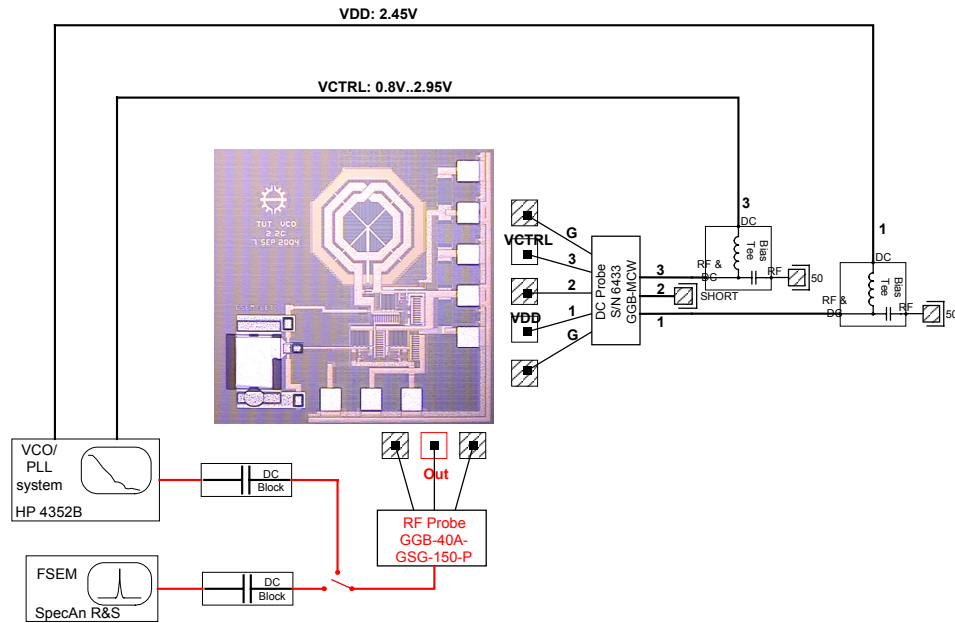 VDD: 2.45V
VCTRL: 0.8V..2.95V
TUT VCO
2.2G
7 SEP 2004
G
VCTRL
3
2
VDD
1
G
DC Probe
S/N 6433
GGB-MCW
3
2
1
SHORT
3
DC
Bias
Tee
RF &
DC
RF
50
1
DC
Bias
Tee
RF &
DC
RF
50
Out
RF Probe
GGB-40A-
GSG-150-P
VCO/
PLL
system
HP 4352B
DC
Block
FSEM
SpecAn R&S
DC
Block